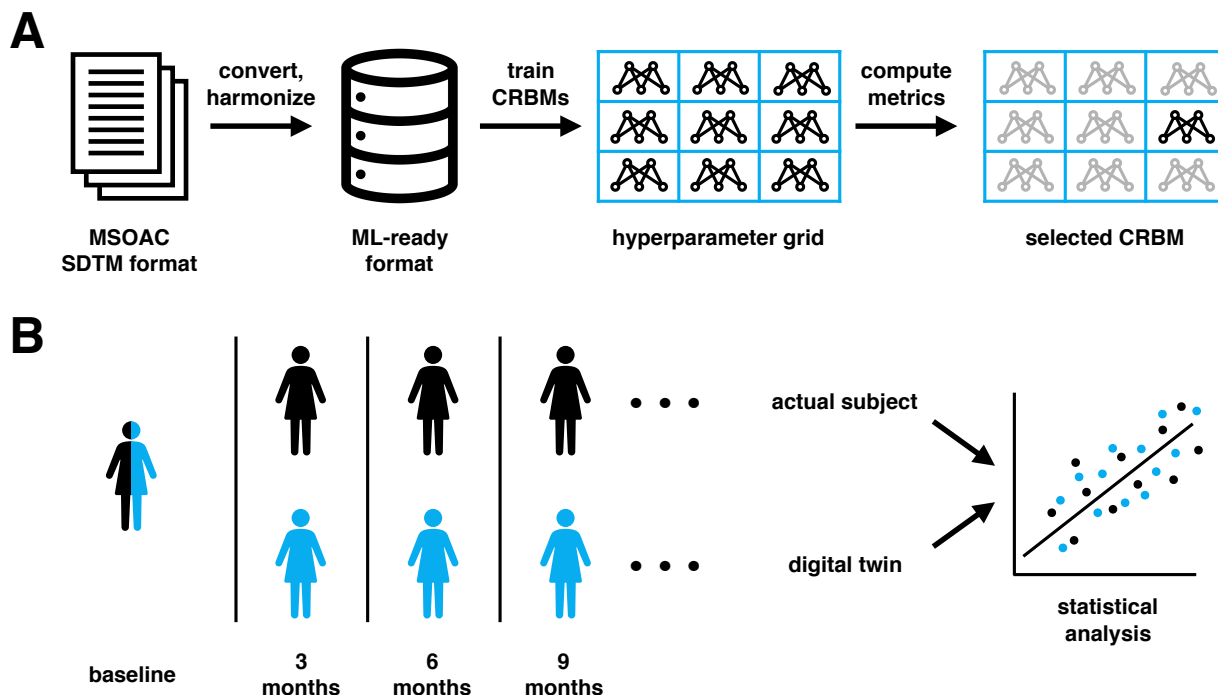 A
convert,
harmonize
train
CRBMs
compute
metrics
MSOAC
SDTM format
ML-ready
format
hyperparameter grid
selected CRBM
B
actual subject
digital twin
statistical
analysis
baseline
3
months
6
months
9
months